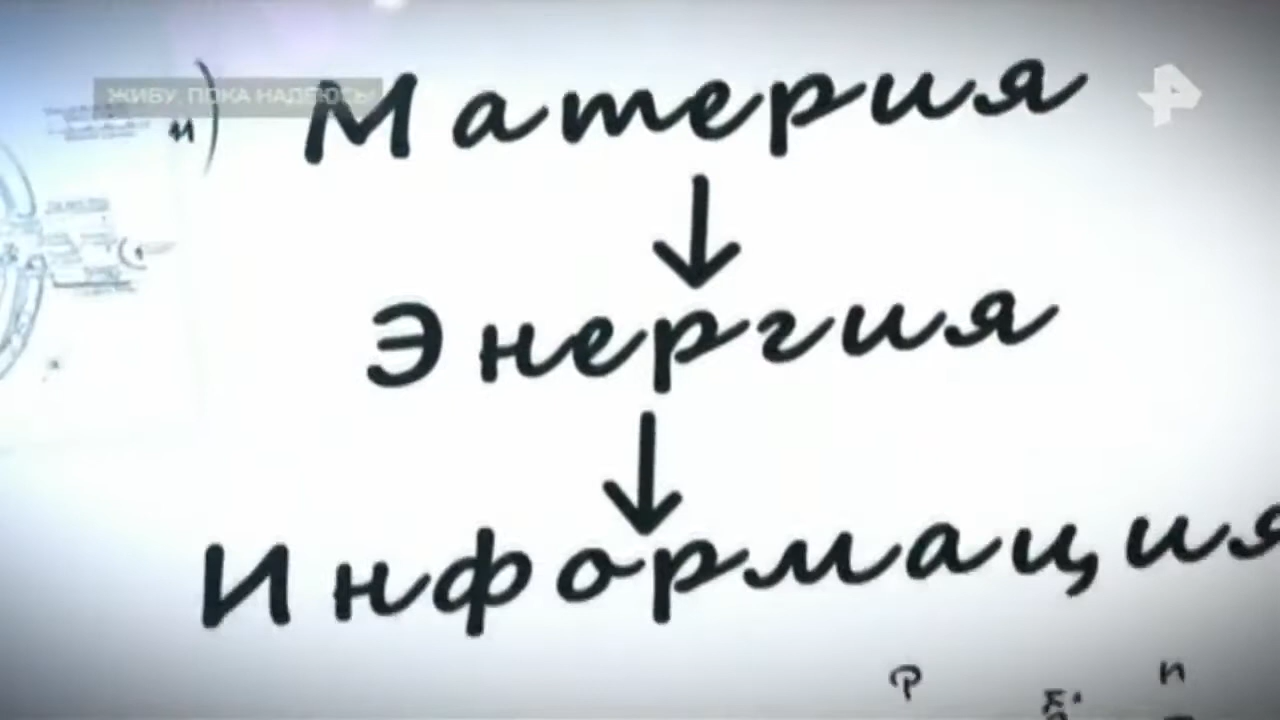 ЖИВУ, ПОКА НАДЕЮСЬ!
и)
Материя
Энергия
Информация
Р
п